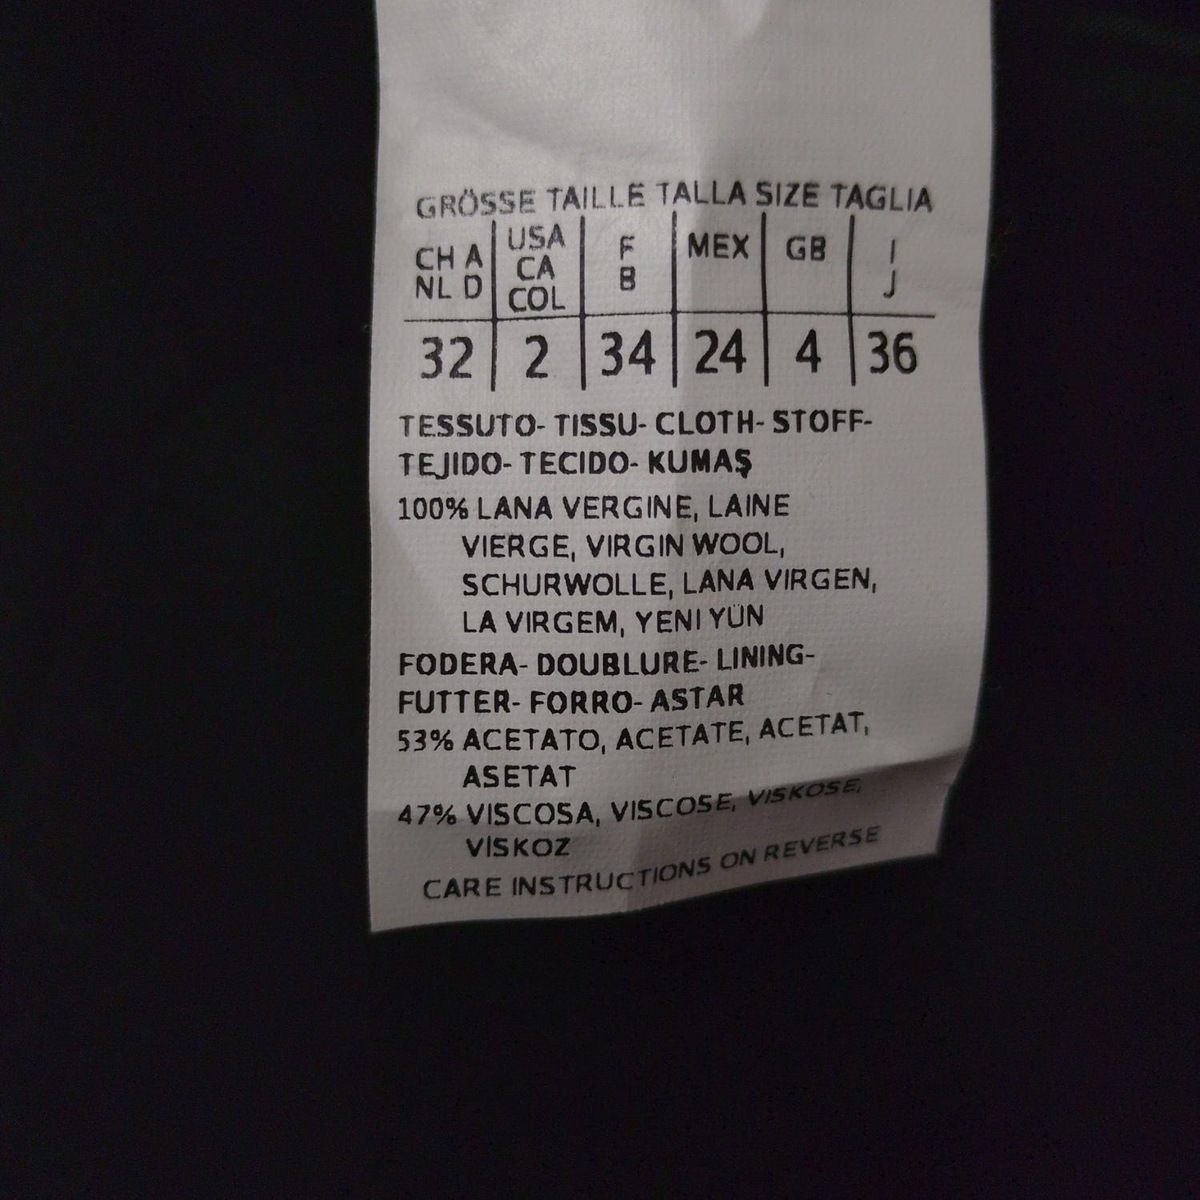 GRÖSSE TAILLE TALLA SIZE TAGLIA
CH A NL D USA CA COL F B MEX GB I J
32 2 34 24 4 36
TESSUTO- TISSU- CLOTH- STOFF-
TEJIDO- TECIDO- KUMAŞ
100% LANA VERGINE, LAINE
VIERGE, VIRGIN WOOL,
SCHURWOLLE, LANA VIRGEN,
LA VIRGEM, YENI YÜN
FODERA- DOUBLURE- LINING-
FUTTER- FORRO- ASTAR
53% ACETATO, ACETATE, ACETAT,
ASETAT
47% VISCOSA, VISCOSE, VISKOSE,
VİSKOZ
CARE INSTRUCTIONS ON REVERSE